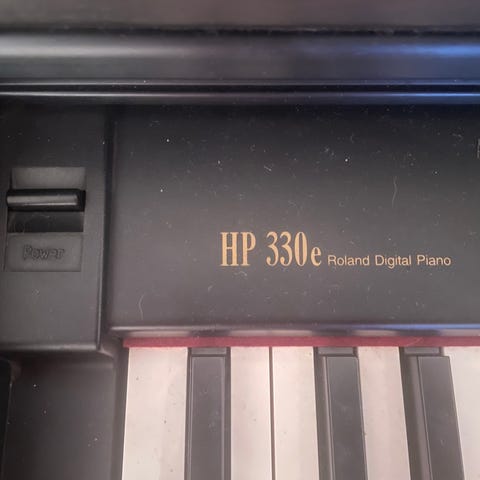 Power
HP 330e Roland Digital Piano